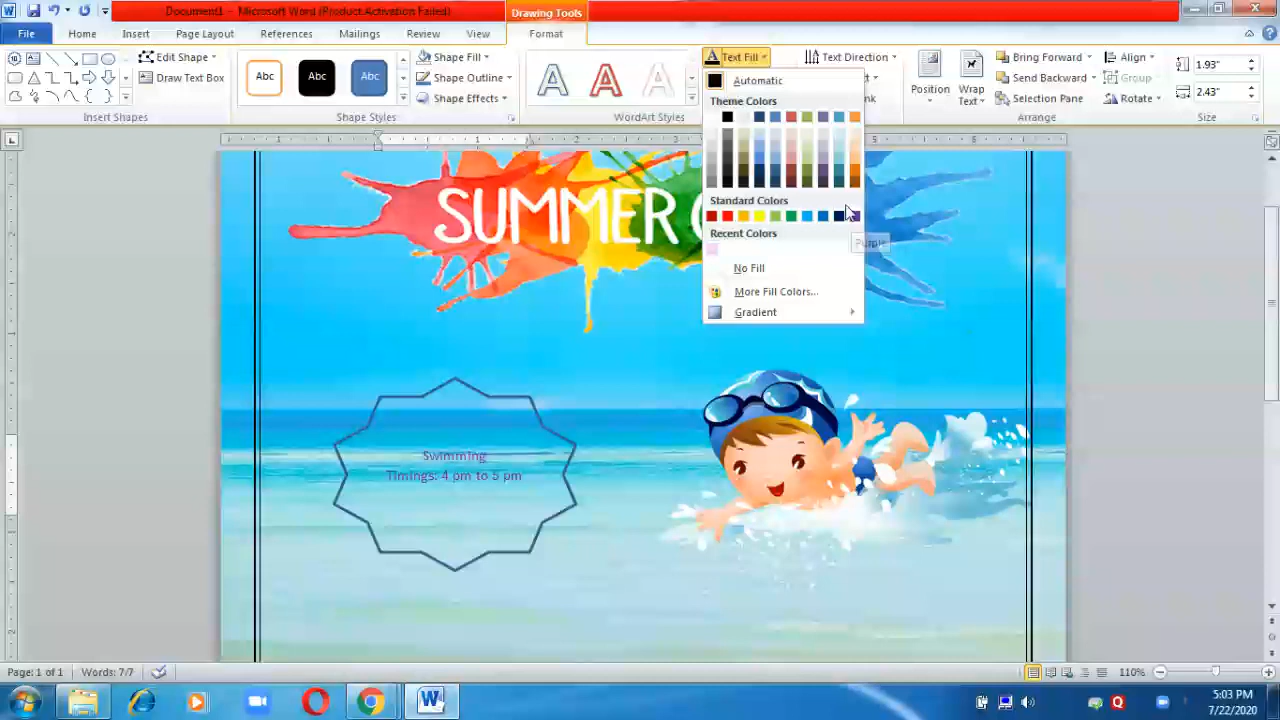 Document1 - Microsoft Word (Product Activation Failed)
Drawing Tools
File
Home
Insert
Page Layout
References
Mailings
Review
View
Format
Edit Shape
Draw Text Box
Insert Shapes
Abc
Abc
Abc
Shape Fill
Shape Outline
Shape Effects
Shape Styles
A
A
A
WordArt Styles
Text Fill
Text Direction
Position
Wrap
Text
Bring Forward
Send Backward
Selection Pane
Align
Group
Rotate
Arrange
1.93"
2.43"
Size
Automatic
Theme Colors
Standard Colors
Recent Colors
No Fill
More Fill Colors...
Gradient
Purple
SUMMER
Swimming
Timings: 4 pm to 5 pm
Page: 1 of 1
Words: 7/7
110%
5:03 PM
7/22/2020